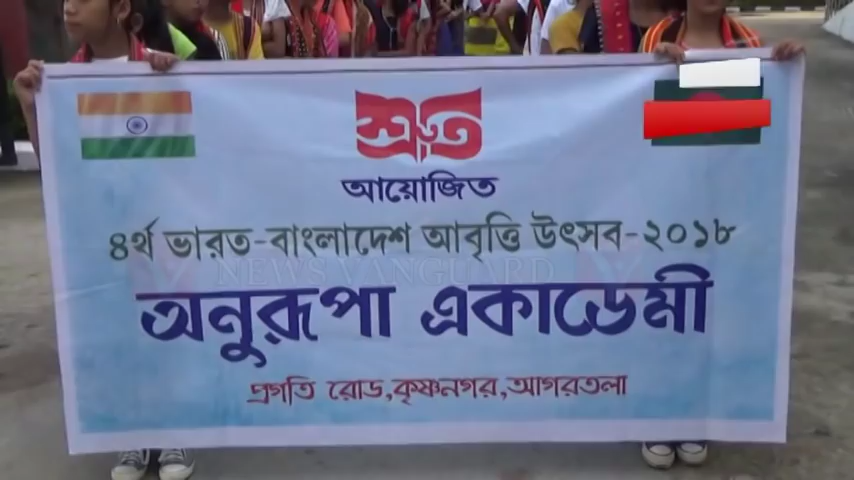 শ্রুতি
আয়োজিত
৪র্থ ভারত-বাংলাদেশ আবৃত্তি উৎসব-২০১৮
NEWS VANGUARD
অনুরূপা একাডেমী
প্রগতি রোড,কৃষ্ণনগর,আগরতলা